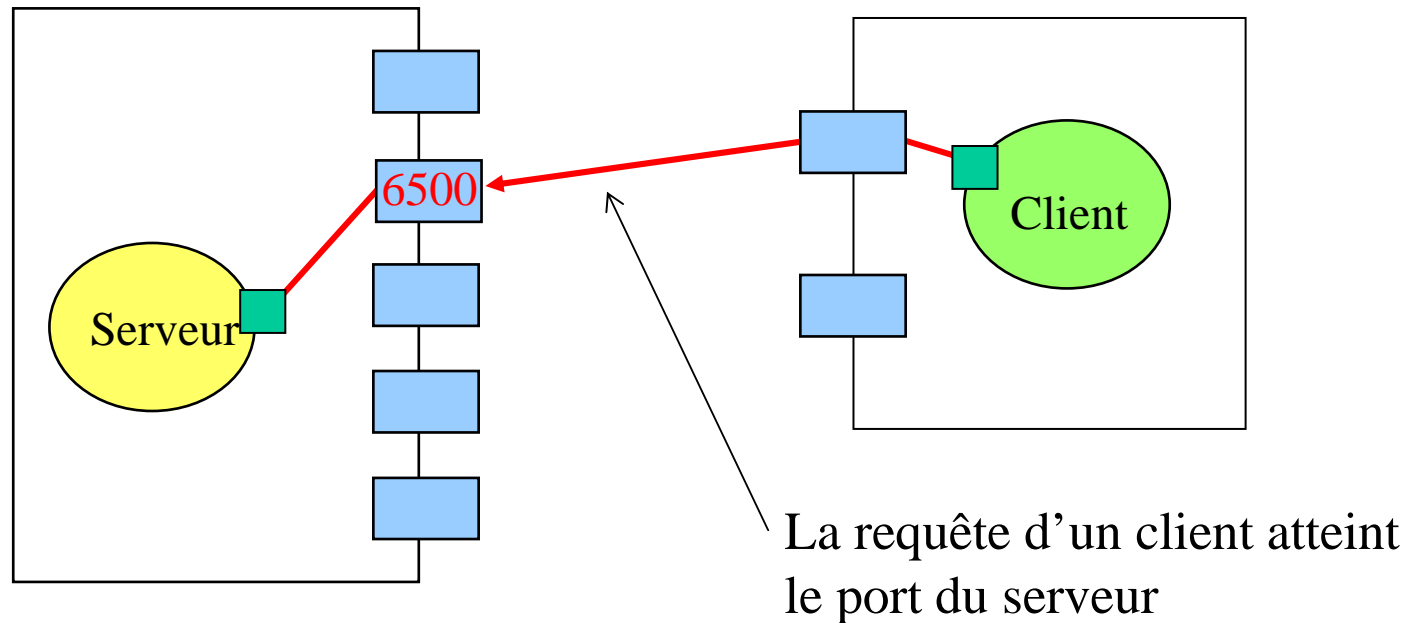 6500
Client
Serveur
La requête d’un client atteint
le port du serveur